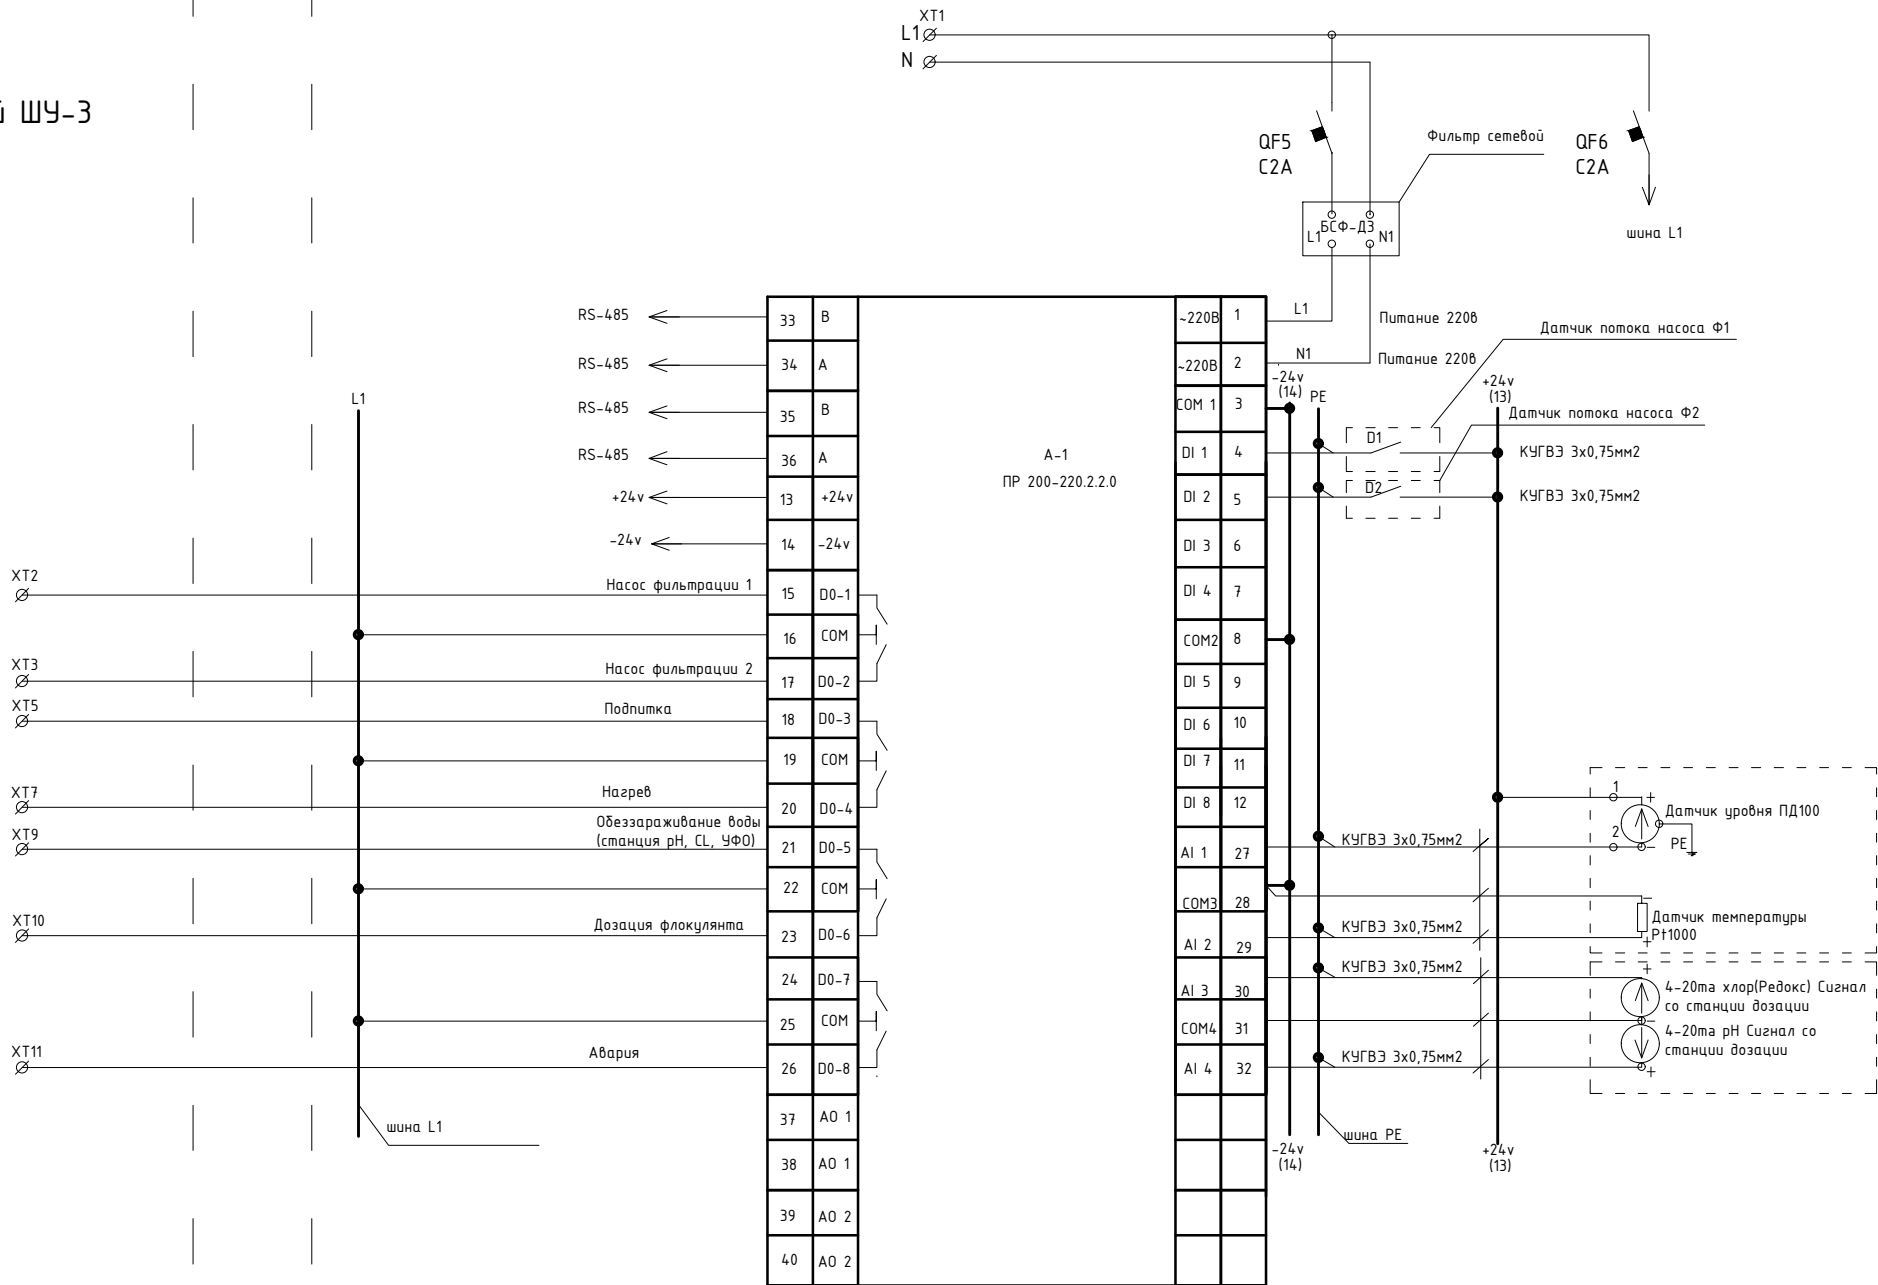 XT1
L1
N
ШУ-3
QF5
C2A
Фильтр сетевой
QF6
C2A
БСФ-Д3
L1
N1
шина L1
RS-485
33
B
RS-485
34
A
RS-485
35
B
RS-485
36
A
+24v
13
+24v
-24v
14
-24v
L1
XT2
Насос фильтрации 1
15
DO-1
16
COM
XT3
Насос фильтрации 2
17
DO-2
XT5
Подпитка
18
DO-3
19
COM
XT7
Нагрев
20
DO-4
XT9
Обеззараживание воды
(станция pH, CL, УФО)
21
DO-5
22
COM
XT10
Дозация флокулянта
23
DO-6
24
DO-7
25
COM
XT11
Авария
26
DO-8
шина L1
37
AO 1
38
AO 1
39
AO 2
40
AO 2
А-1
ПР 200-220.2.2.0
~220В
1
L1
Питание 220в
~220В
2
N1
Питание 220в
COM 1
3
DI 1
4
DI 2
5
DI 3
6
DI 4
7
COM2
8
DI 5
9
DI 6
10
DI 7
11
DI 8
12
AI 1
27
COM3
28
AI 2
29
AI 3
30
COM4
31
AI 4
32
-24v
(14)
PE
+24v
(13)
Датчик потока насоса Ф1
Датчик потока насоса Ф2
D1
КУГВЭ 3х0,75мм2
D2
КУГВЭ 3х0,75мм2
1
+
Датчик уровня ПД100
КУГВЭ 3х0,75мм2
2
-
PE
-
Датчик температуры
Pt1000
КУГВЭ 3х0,75мм2
+
КУГВЭ 3х0,75мм2
+
4-20ma хлор(Редокс) Сигнал
со станции дозации
-
4-20ma pH Сигнал со
станции дозации
КУГВЭ 3х0,75мм2
+
шина PE
-24v
(14)
+24v
(13)